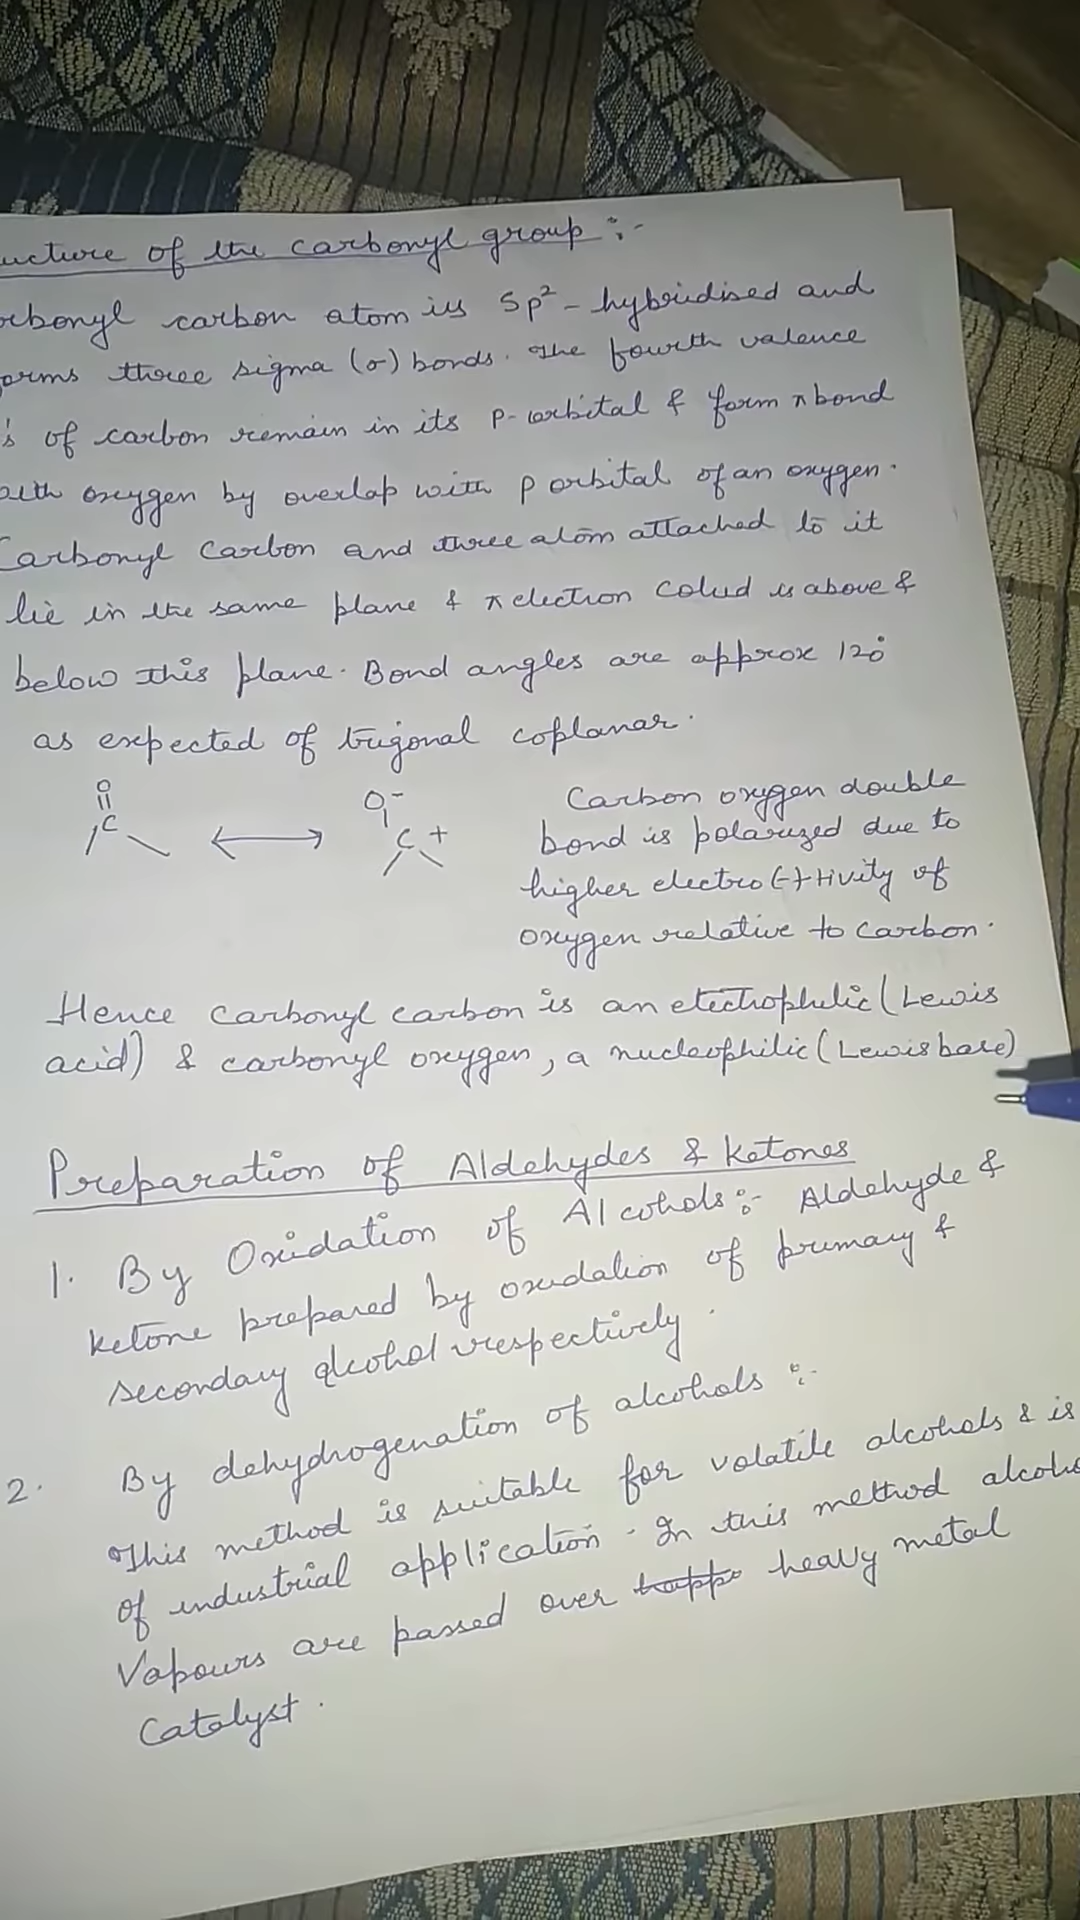 ucture of the carbonyl group :-
rbonyl carbon atom is Sp²- hybridised and
orms three sigma (σ) bonds. The fourth valence
's of carbon remain in its P-orbital & form π bond
with oxygen by overlap with p orbital of an oxygen.
Carbonyl Carbon and three atom attached to it
lie in the same plane & π electron Colud is above &
below this plane. Bond angles are approx 120°
as expected of trigonal coplanar.
O
C
O-
C +
Carbon oxygen double
bond is polarized due to
higher electro (-) tivity of
oxygen relative to carbon.
Hence carbonyl carbon is an electrophilic (Lewis
acid) & carbonyl oxygen, a nucleophilic (Lewis base)
Preparation of Aldehydes & Ketones
1. By Oxidation of Alcohols :- Aldehyde &
ketone prepared by oxidation of primary &
secondary alcohol respectively.
2. By dehydrogenation of alcohols :-
This method is suitable for volatile alcohols & is
of industrial application. In this method alcoho
Vapours are passed over heavy metal
Catalyst.